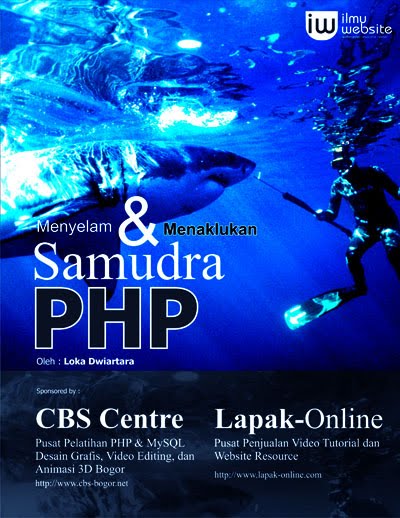 iw ilmu
website
Menyelam & Menaklukan
Samudra
PHP
Oleh : Loka Dwiartara
Sponsored by :
CBS Centre
Pusat Pelatihan PHP & MySQL
Desain Grafis, Video Editing, dan
Animasi 3D Bogor
http://www.cbs-bogor.net
Lapak-Online
Pusat Penjualan Video Tutorial dan
Website Resource
http://www.lapak-online.com